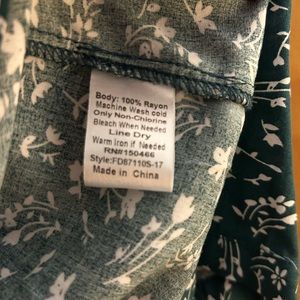 Body: 100% Rayon
Machine Wash cold
Only Non-Chlorine
Bleach When Needed
Line Dry
Warm iron if Needed
RN#150466
Style:FD87110S-17
Made in China